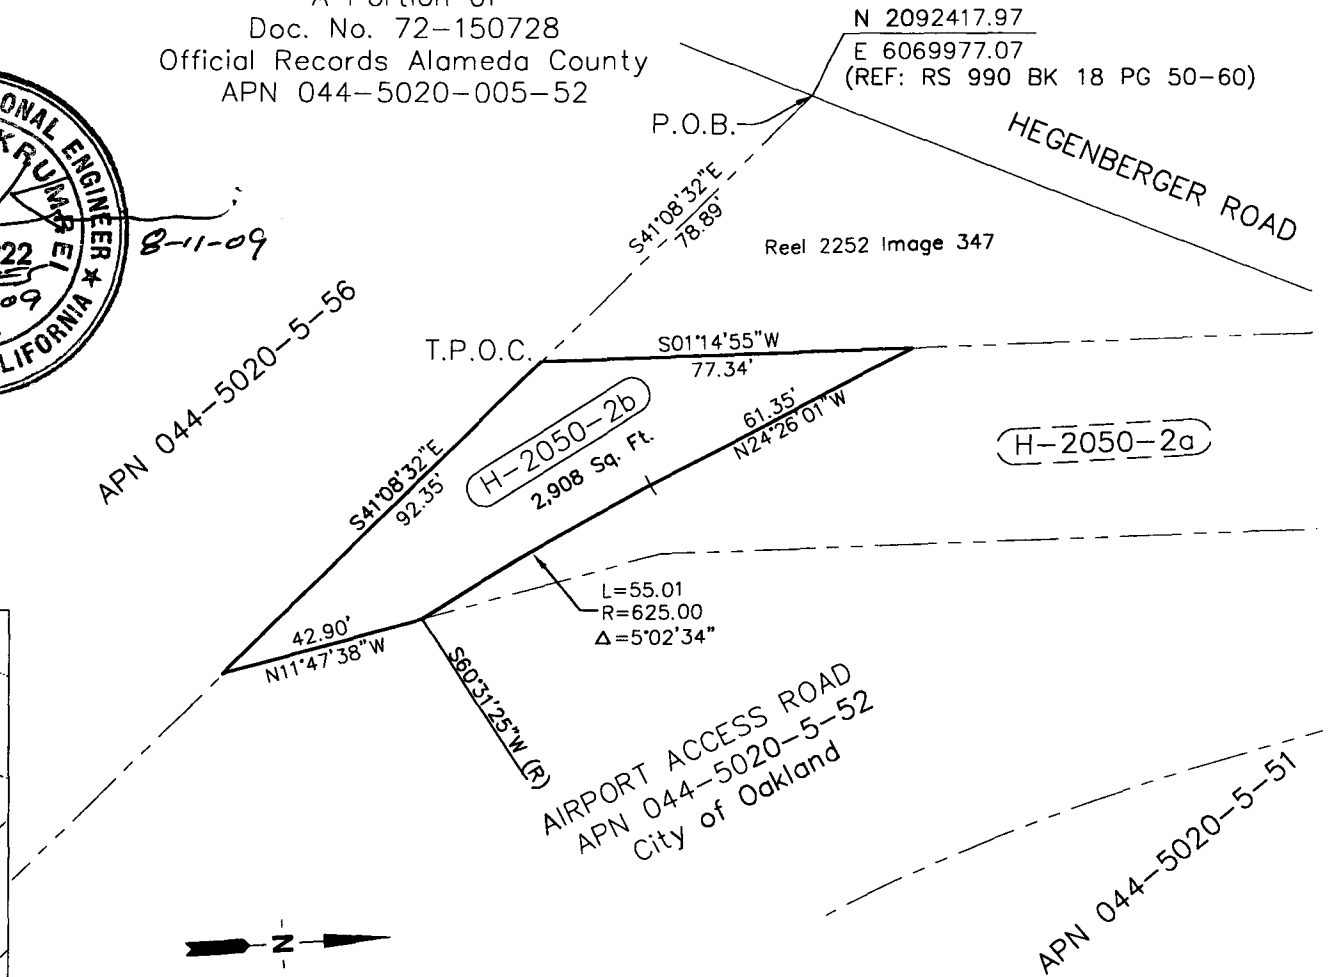 A Portion of
Doc. No. 72-150728
Official Records Alameda County
APN 044-5020-005-52
N 2092417.97
E 6069977.07
(REF: RS 990 BK 18 PG 50-60)
P.O.B.
HEGENBERGER ROAD
ONAL ENGINEER ★
KRUMBEI
22
LIFORNIA
8-11-09
S41°08'32"E
78.89'
Reel 2252 Image 347
APN 044-5020-5-56
T.P.O.C.
S01°14'55"W
77.34'
H-2050-2b
2,908 Sq. Ft.
61.35'
N24°26'01"W
H-2050-2a
S41°08'32"E
92.35'
L=55.01
R=625.00
Δ=5°02'34"
42.90'
N11°47'38"W
S60°31'25"W (R)
AIRPORT ACCESS ROAD
APN 044-5020-5-52
City of Oakland
APN 044-5020-5-51
N